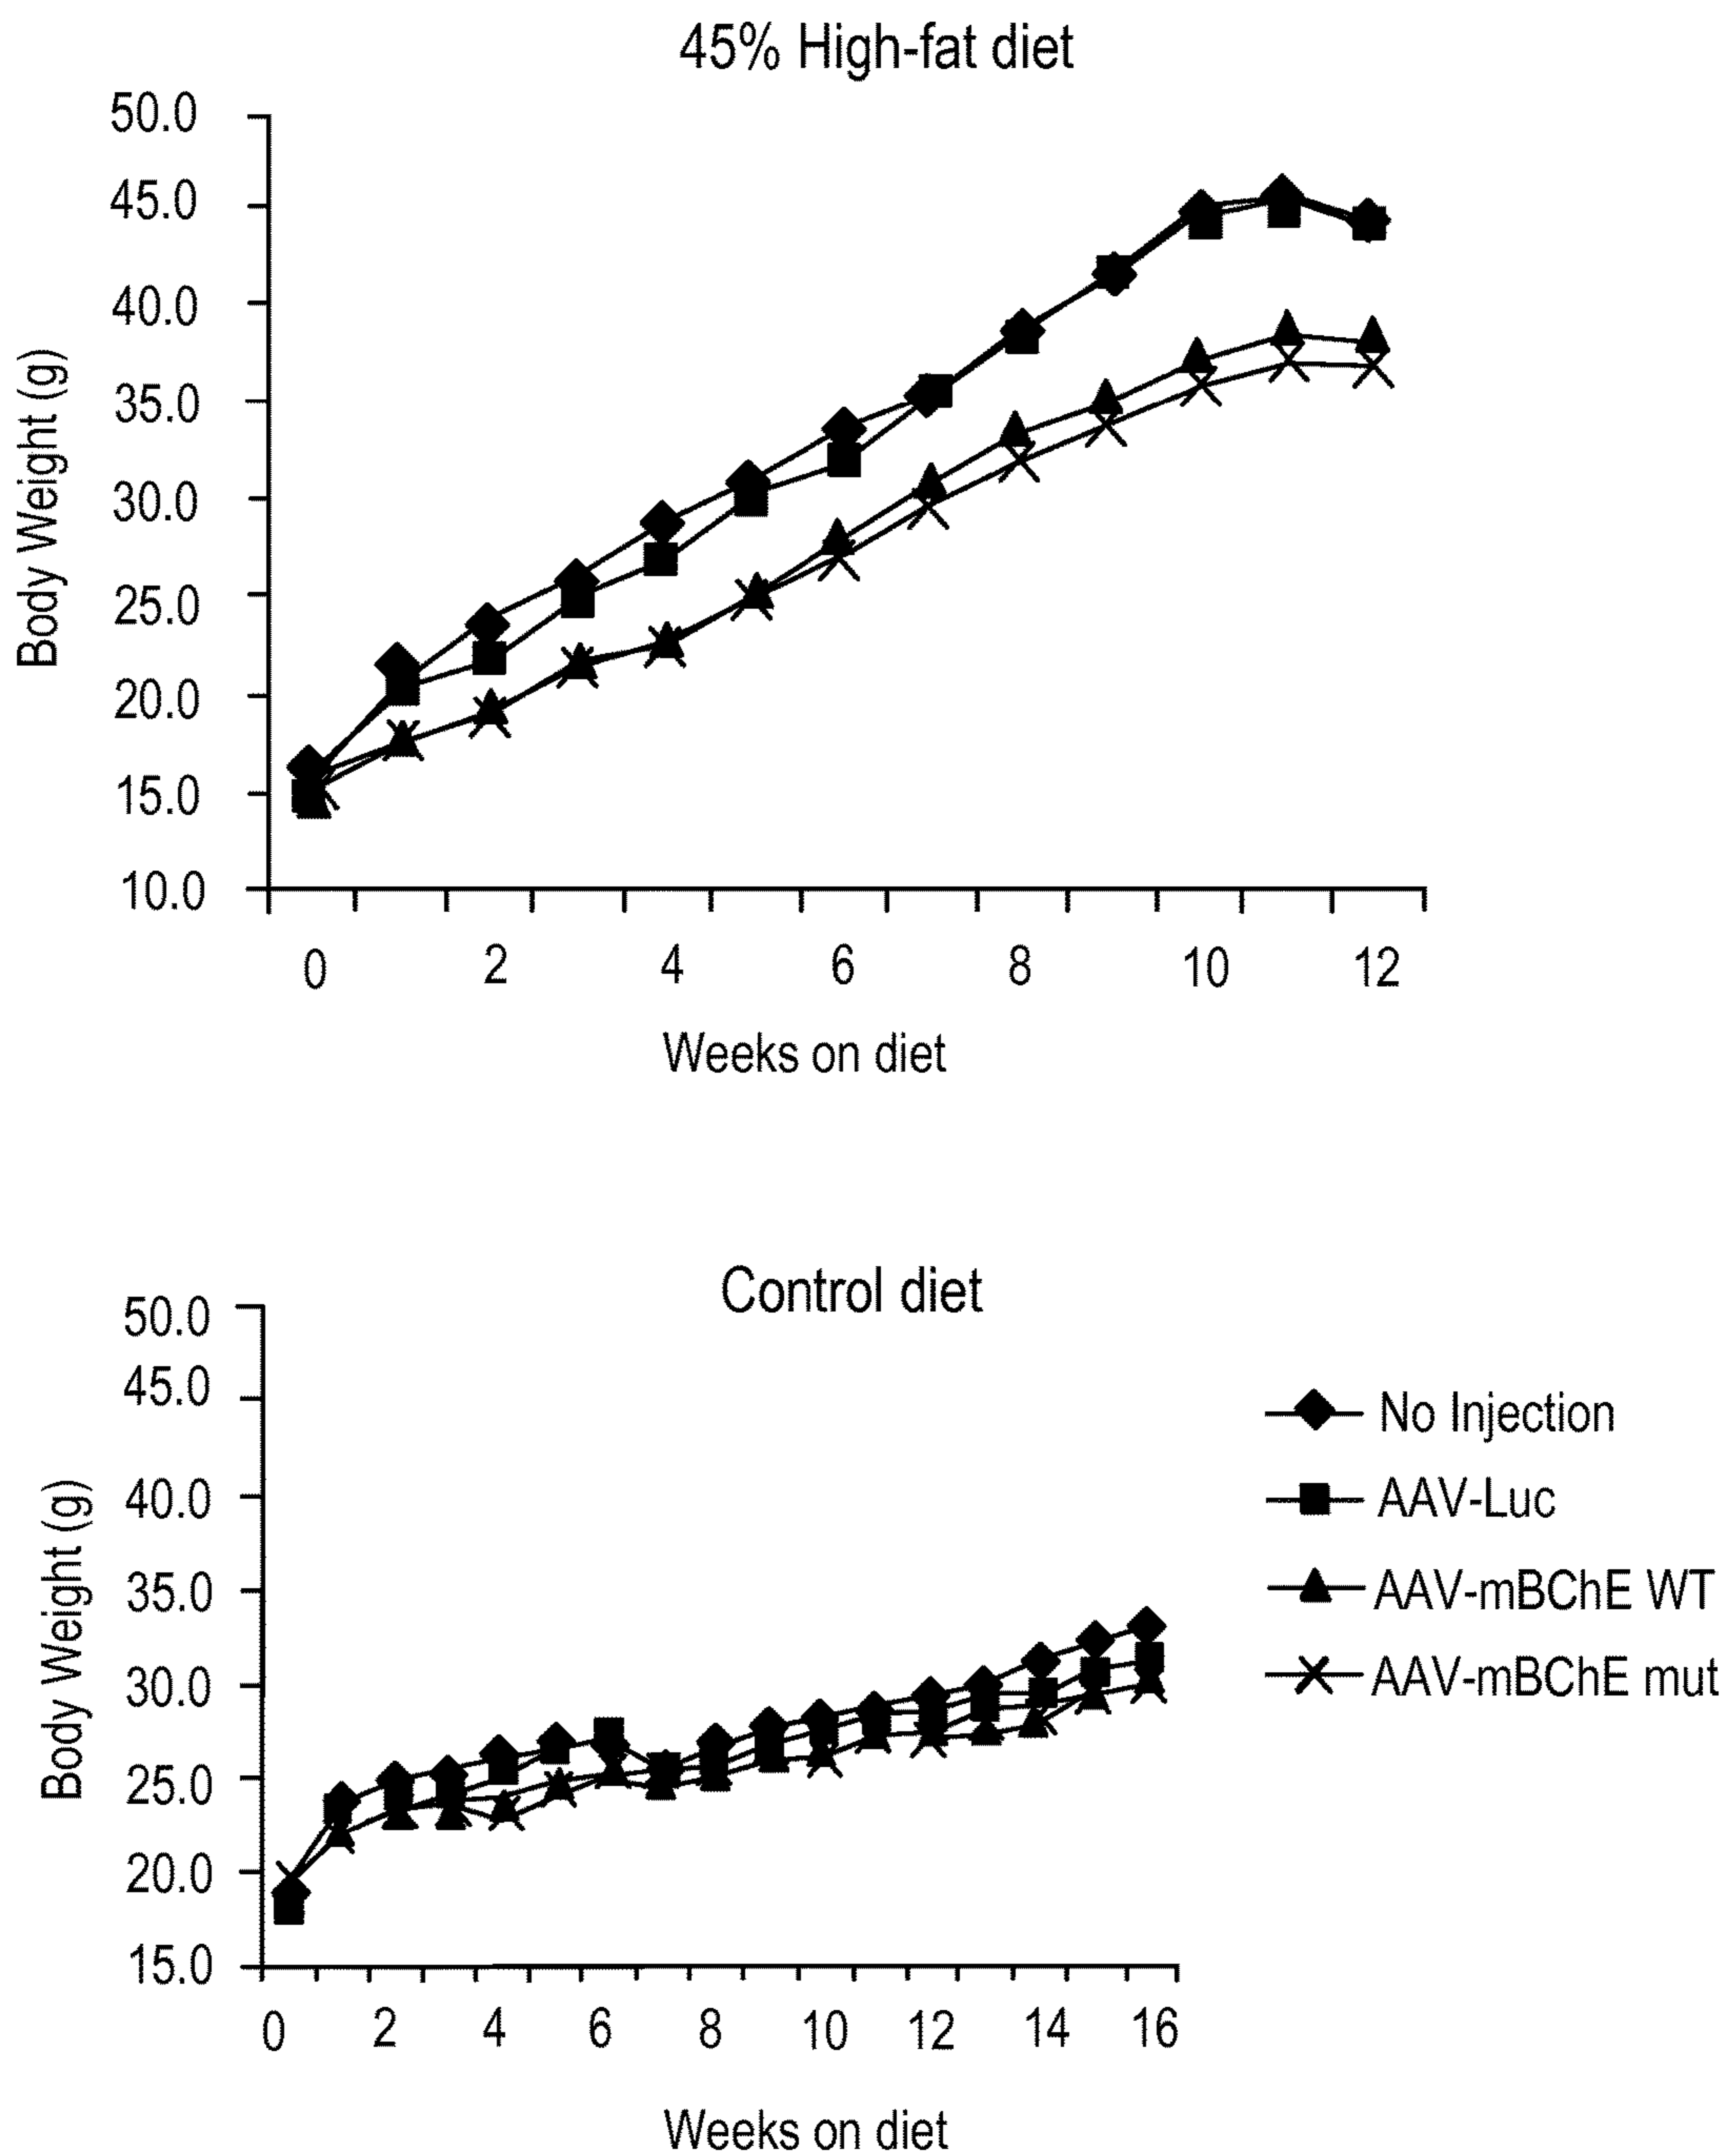 45% High-fat diet
50.0
45.0
40.0
35.0
30.0
25.0
20.0
15.0
10.0
Body Weight (g)
0 2 4 6 8 10 12
Weeks on diet
Control diet
50.0
45.0
40.0
35.0
30.0
25.0
20.0
15.0
Body Weight (g)
0 2 4 6 8 10 12 14 16
Weeks on diet
No Injection
AAV-Luc
AAV-mBChE WT
AAV-mBChE mut